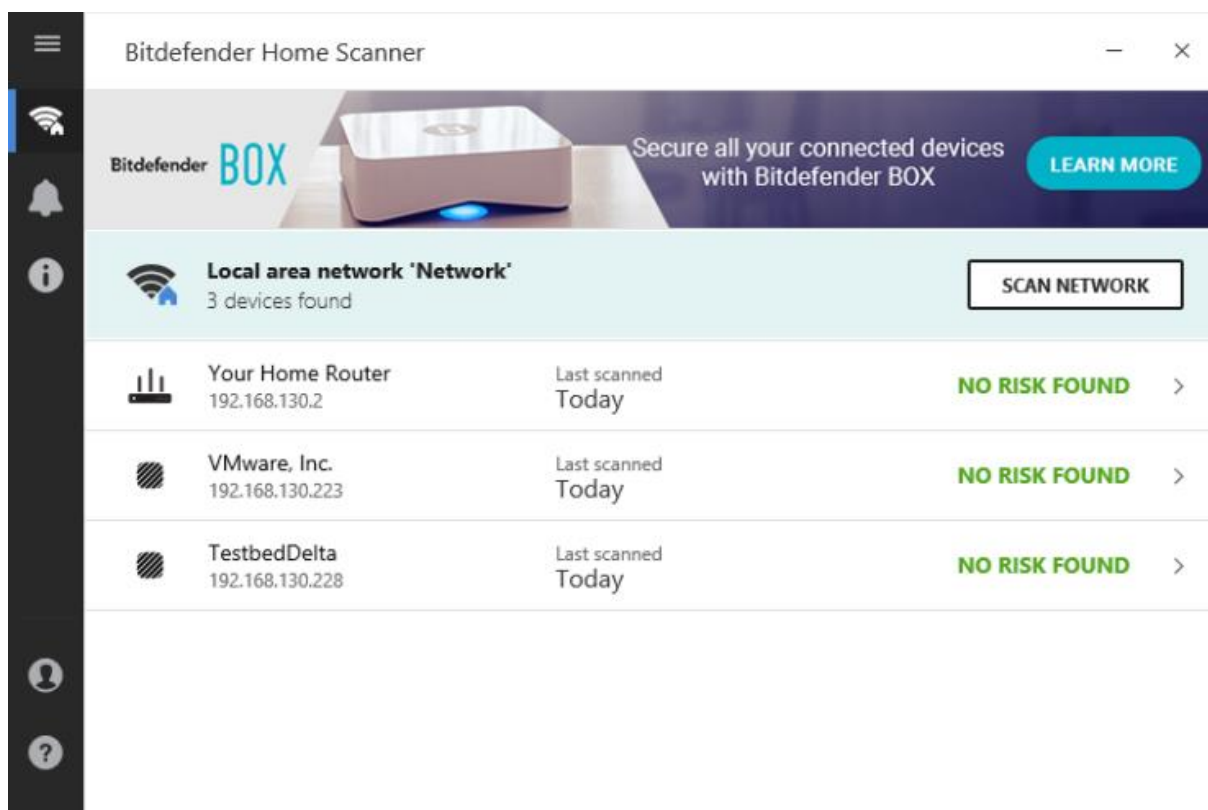 Bitdefender Home Scanner
Bitdefender BOX
Secure all your connected devices
with Bitdefender BOX
LEARN MORE
Local area network 'Network'
3 devices found
SCAN NETWORK
Your Home Router
192.168.130.2
Last scanned
Today
NO RISK FOUND
VMware, Inc.
192.168.130.223
Last scanned
Today
NO RISK FOUND
TestbedDelta
192.168.130.228
Last scanned
Today
NO RISK FOUND